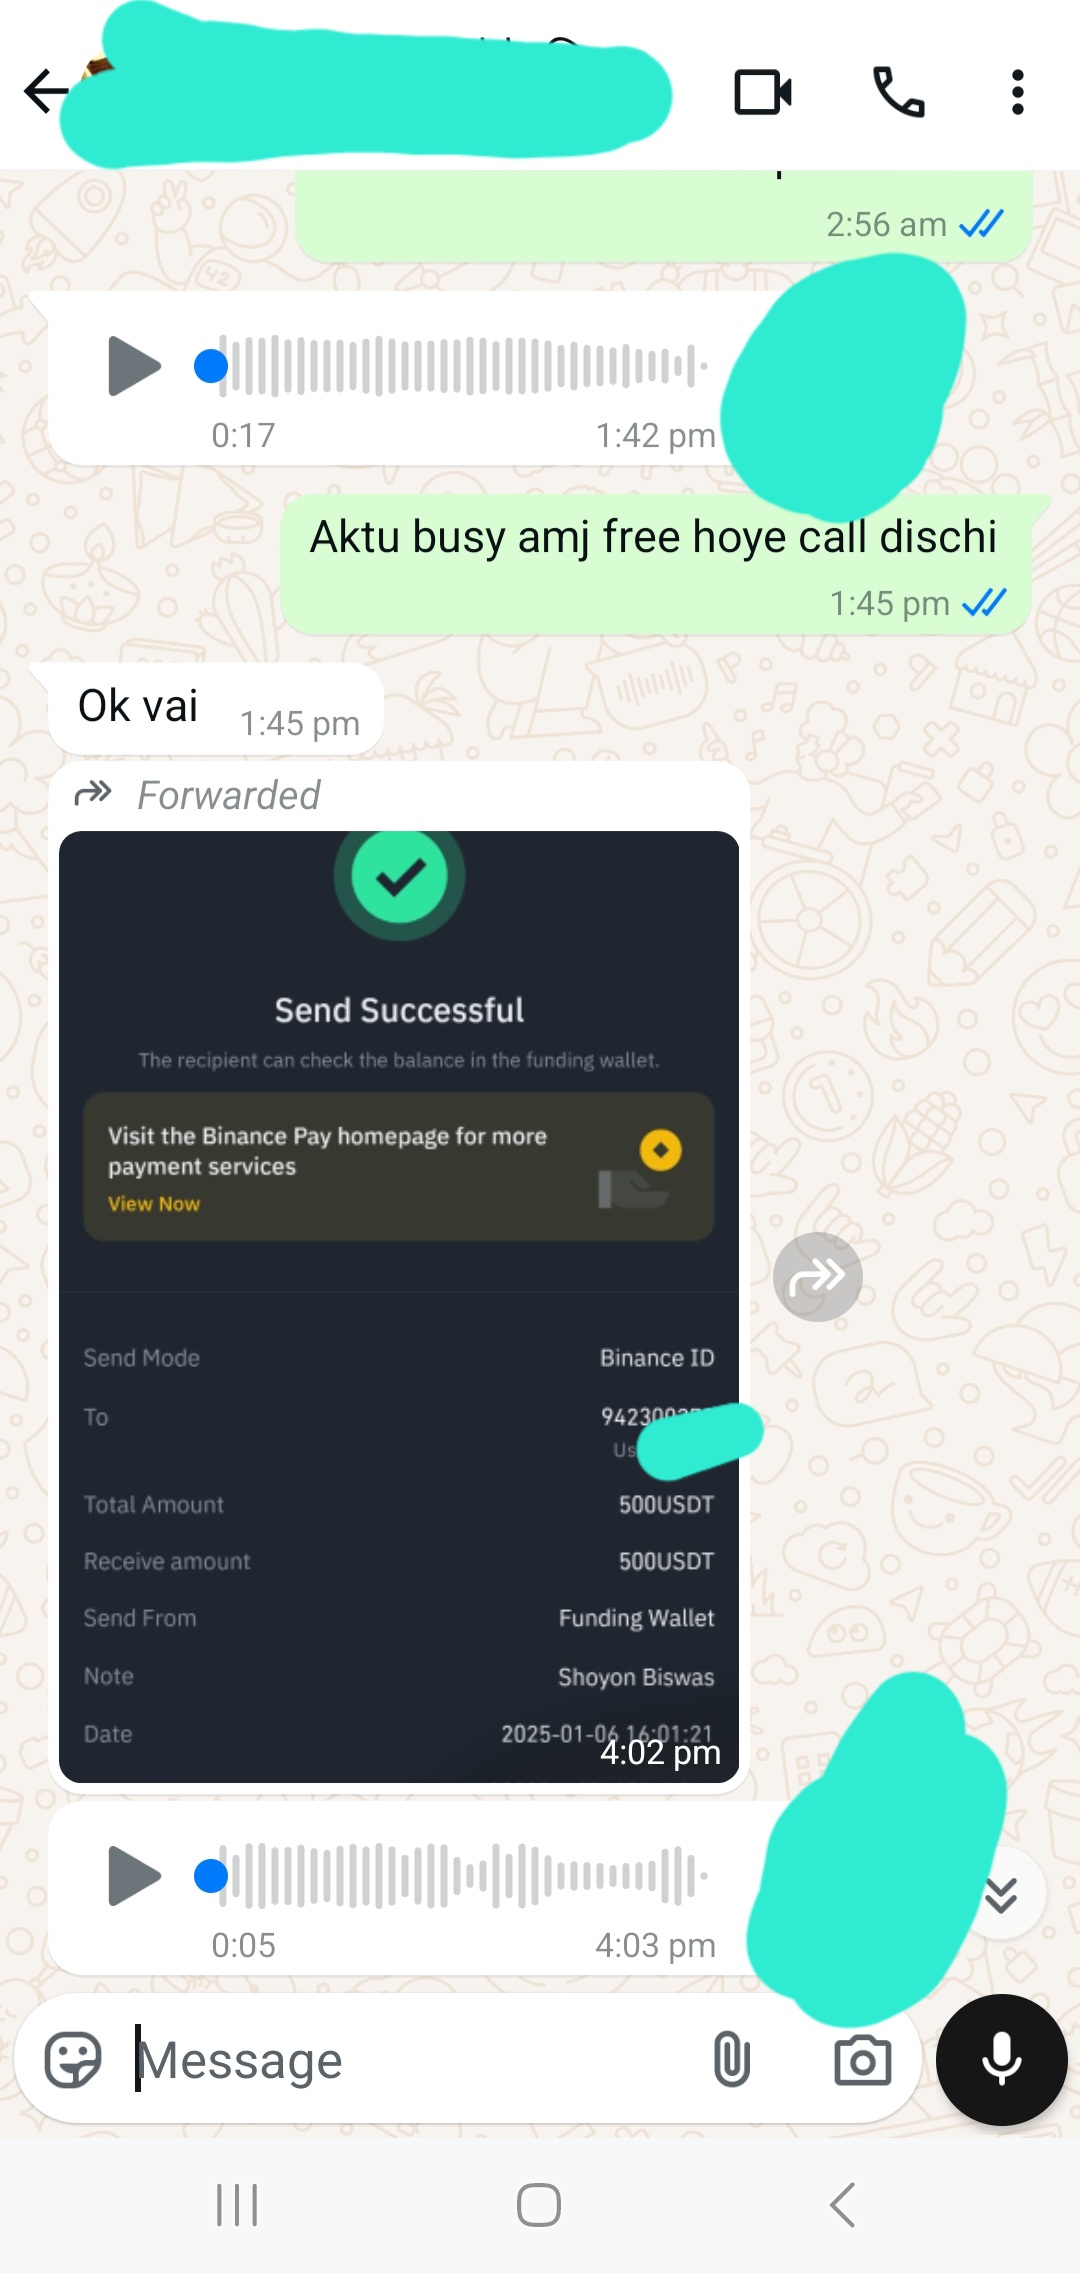 2:56 am
0:17
1:42 pm
Aktu busy amj free hoye call dischi
1:45 pm
Ok vai
1:45 pm
Forwarded
Send Successful
The recipient can check the balance in the funding wallet.
Visit the Binance Pay homepage for more
payment services
View Now
Send Mode Binance ID
To
Total Amount 500USDT
Receive amount 500USDT
Send From Funding Wallet
Note Shoyon Biswas
Date 2025-01-06 16:01:21
4:02 pm
0:05
4:03 pm
Message